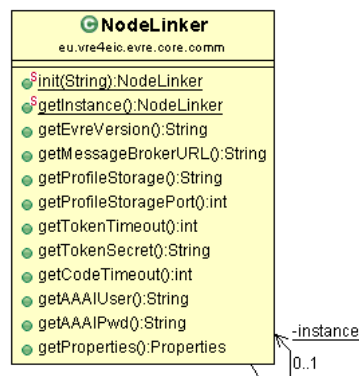 C NodeLinker
eu.vre4eic.evre.core.comm
S init(String):NodeLinker
S getInstance():NodeLinker
getEvreVersion():String
getMessageBrokerURL():String
getProfileStorage():String
getProfileStoragePort():int
getTokenTimeout():int
getTokenSecret():String
getCodeTimeout():int
getAAAIUser():String
getAAAIPwd():String
getProperties():Properties
-instance
0..1